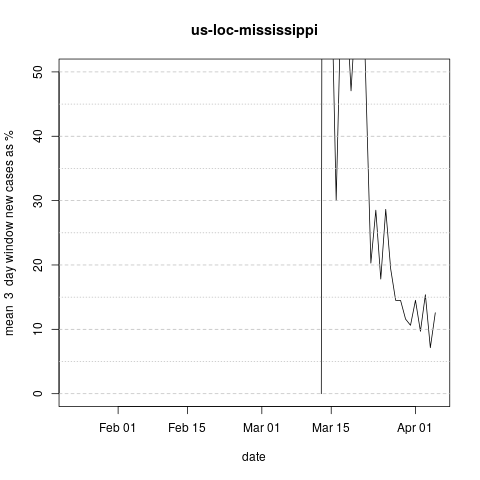 us-loc-mississippi
mean 3 day window new cases as %
50
40
30
20
10
0
Feb 01 Feb 15 Mar 01 Mar 15 Apr 01
date